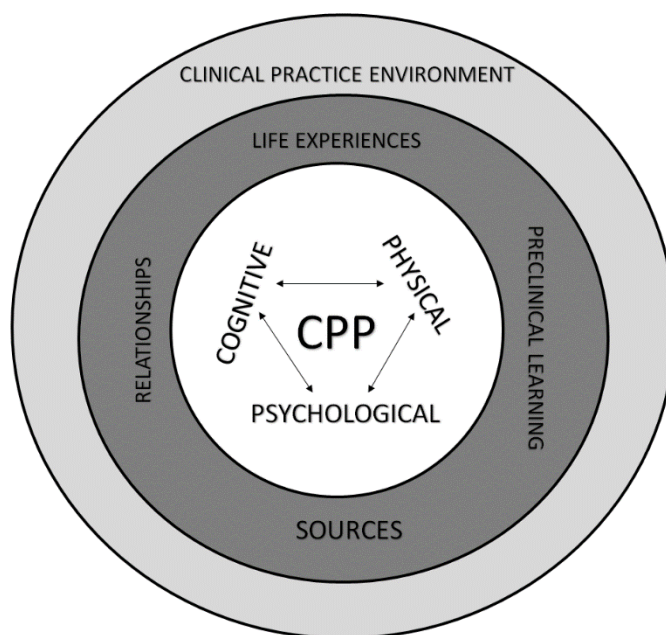 CLINICAL PRACTICE ENVIRONMENT
LIFE EXPERIENCES
RELATIONSHIPS
PRECLINICAL LEARNING
COGNITIVE
PHYSICAL
CPP
PSYCHOLOGICAL
SOURCES